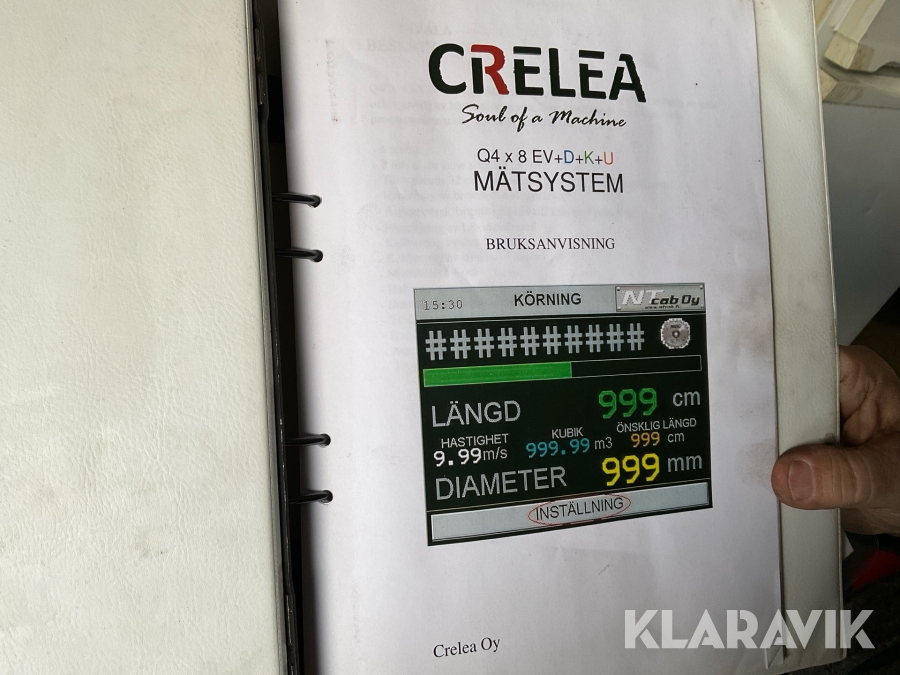 CRELEA
Soul of a Machine
Q4 x 8 EV+D+K+U
MÄTSYSTEM
BRUKSANVISNING
15:30 KÖRNING NTcab Oy
##########
LÄNGD 999 cm
HASTIGHET KUBIK ÖNSKLIG LÄNGD
9.99m/s 999.99 m3 999 cm
DIAMETER 999 mm
INSTÄLLNING
Crelea Oy
KLARAVIK